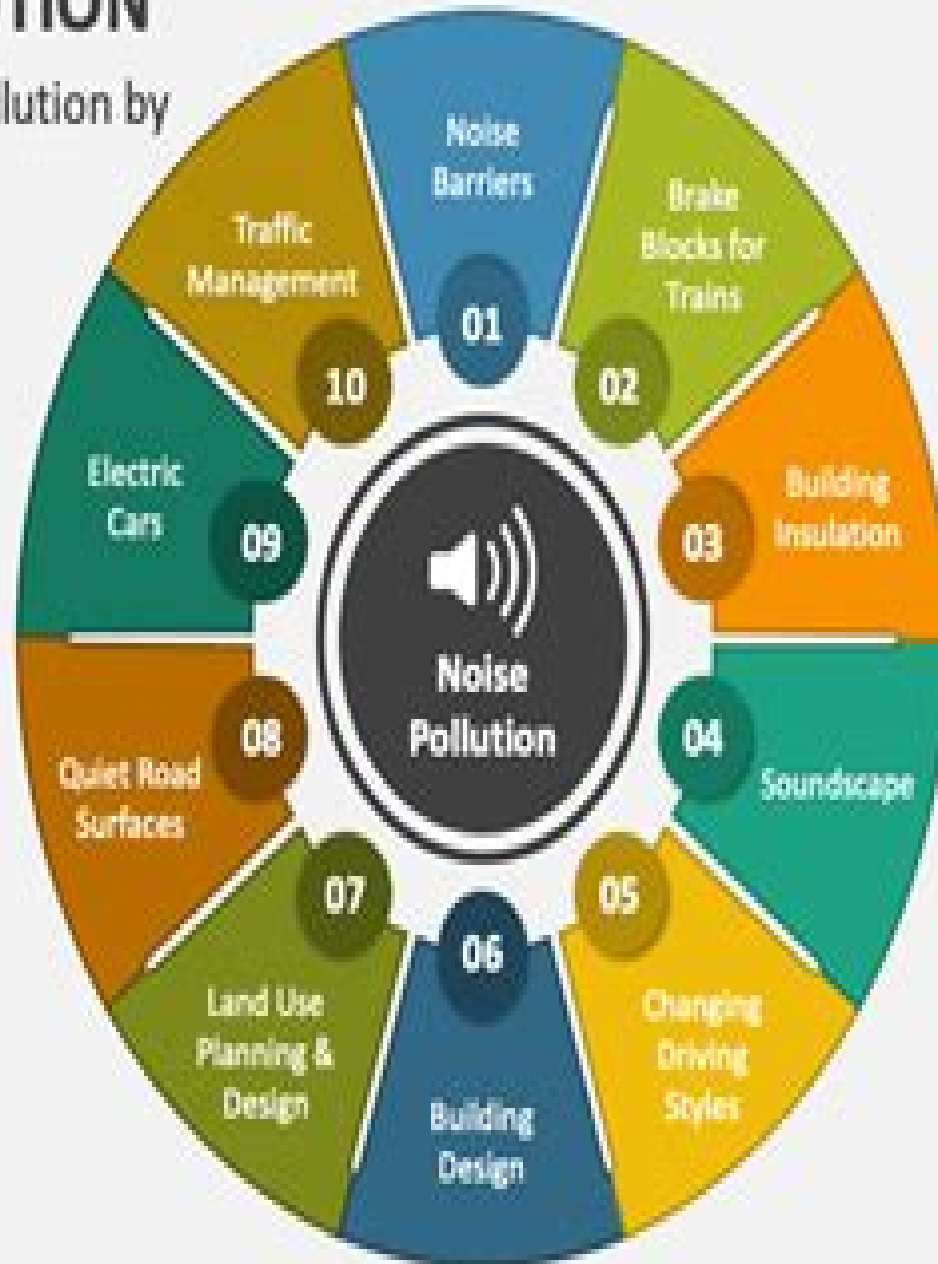 TION
llution by
Noise
Barriers
01
Brake
Blocks for
Trains
02
Building
Insulation
03
04
Soundscape
05
Changing
Driving
Styles
06
Building
Design
07
Land Use
Planning &
Design
08
Quiet Road
Surfaces
Electric
Cars
09
Traffic
Management
10
Noise
Pollution